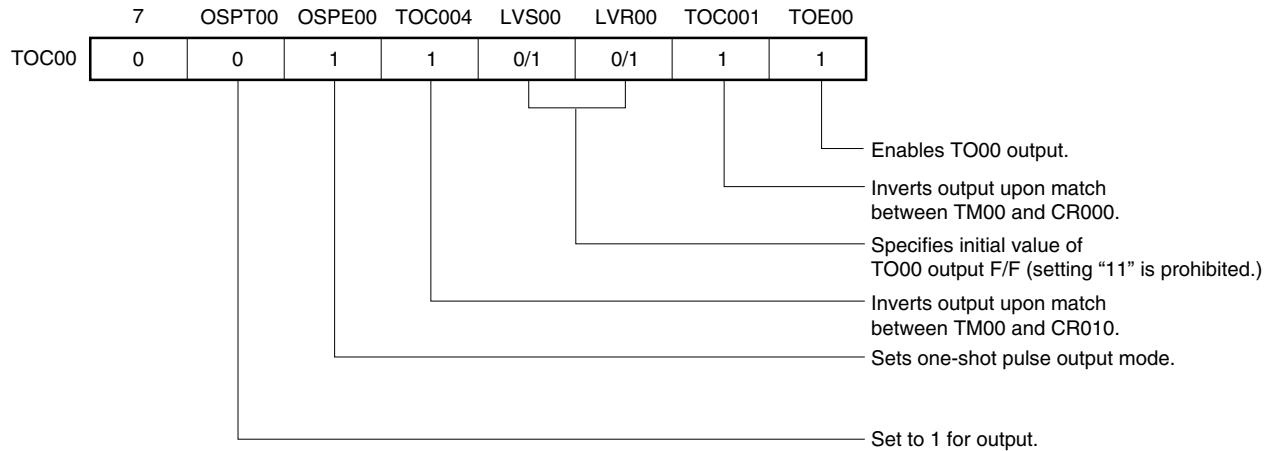 7 OSPT00 OSPE00 TOC004 LVS00 LVR00 TOC001 TOE00
TOC00 0 0 1 1 0/1 0/1 1 1
Enables TO00 output.
Inverts output upon match
between TM00 and CR000.
Specifies initial value of
TO00 output F/F (setting “11” is prohibited.)
Inverts output upon match
between TM00 and CR010.
Sets one-shot pulse output mode.
Set to 1 for output.